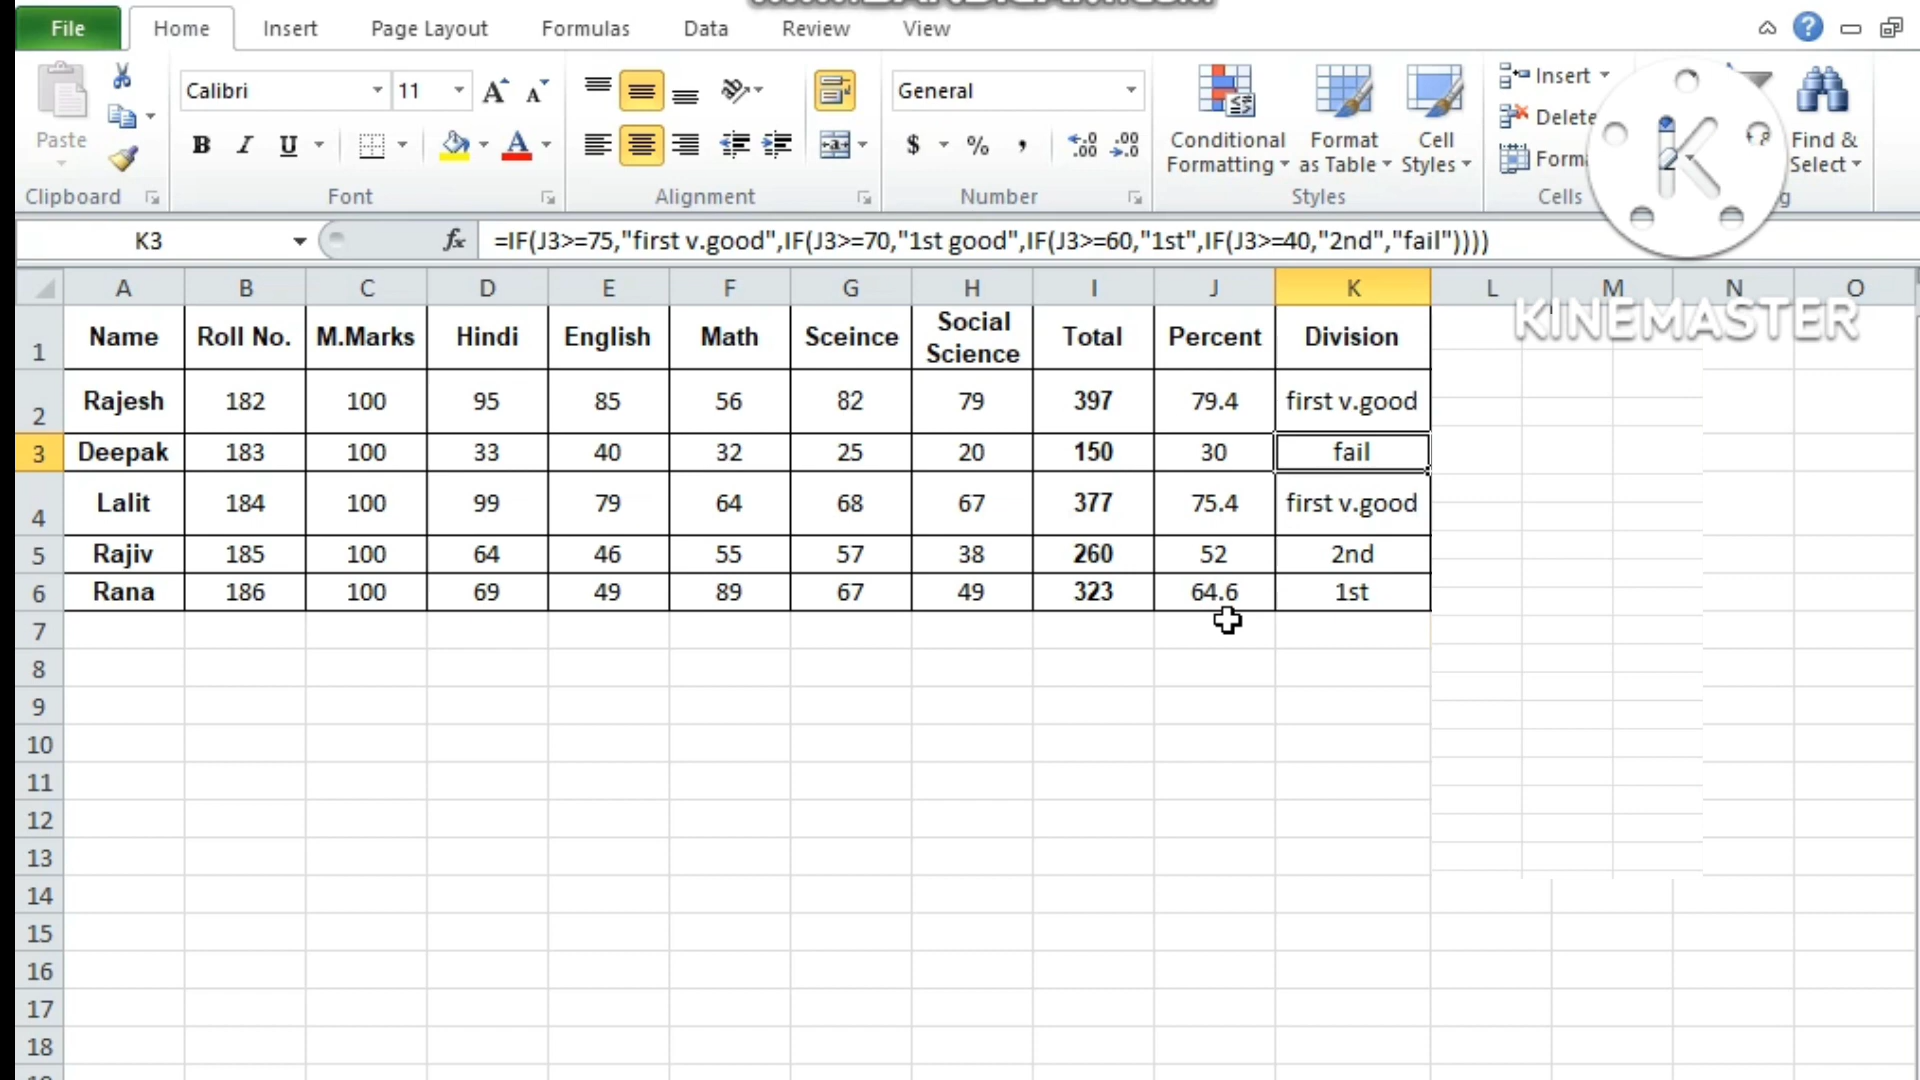 File Home Insert Page Layout Formulas Data Review View
Calibri 11 General
Paste
Clipboard Font Alignment Number
$ % ,
Conditional Formatting Format as Table Cell Styles
Styles
Insert
Delete
Cells
Find & Select
K3 fx =IF(J3>=75,"first v.good",IF(J3>=70,"1st good",IF(J3>=60,"1st",IF(J3>=40,"2nd","fail"))))
A B C D E F G H I J K L M N O
KINEMASTER
1 Name Roll No. M.Marks Hindi English Math Sceince Social Science Total Percent Division
2 Rajesh 182 100 95 85 56 82 79 397 79.4 first v.good
3 Deepak 183 100 33 40 32 25 20 150 30 fail
4 Lalit 184 100 99 79 64 68 67 377 75.4 first v.good
5 Rajiv 185 100 64 46 55 57 38 260 52 2nd
6 Rana 186 100 69 49 89 67 49 323 64.6 1st
7
8
9
10
11
12
13
14
15
16
17
18